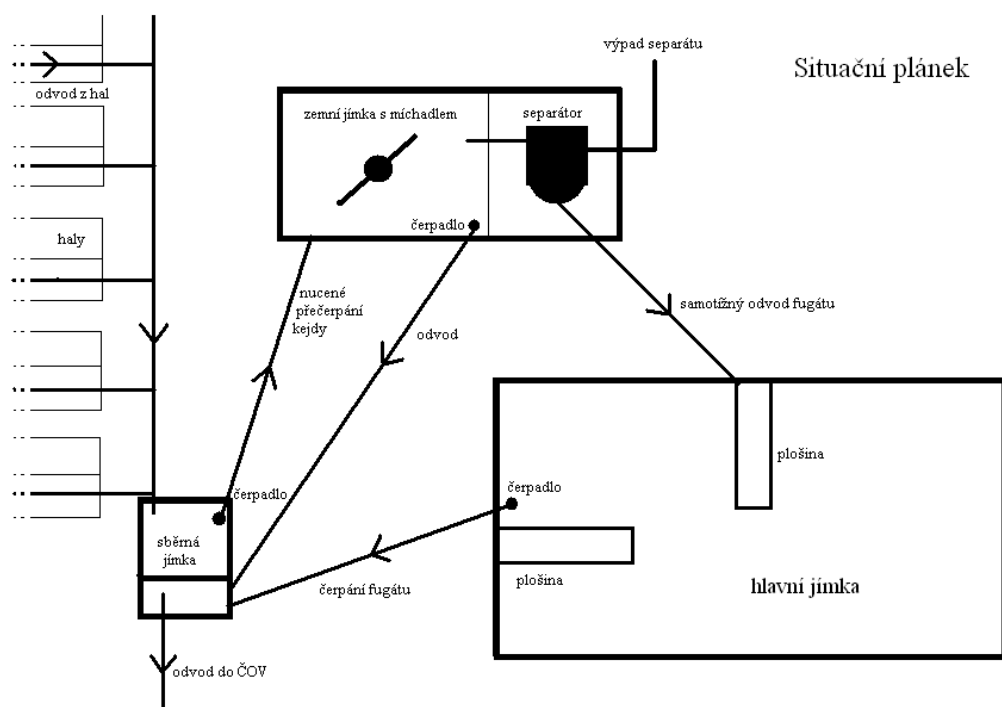 výpad separátu
Situační plánek
odvod z hal
zemní jímka s míchadlem
separátor
čerpadlo
haly
nucené
přečerpání
kejdy
odvod
samotížný odvod fugátu
plošina
čerpadlo
čerpadlo
sběrná
jímka
čerpání fugátu
plošina
hlavní jímka
odvod do ČOV